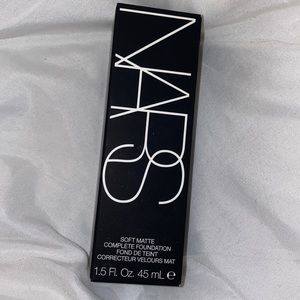 NARS
SOFT MATTE
COMPLETE FOUNDATION
FOND DE TEINT
CORRECTEUR VELOURS MAT
1.5 Fl. Oz. 45 mL ℮